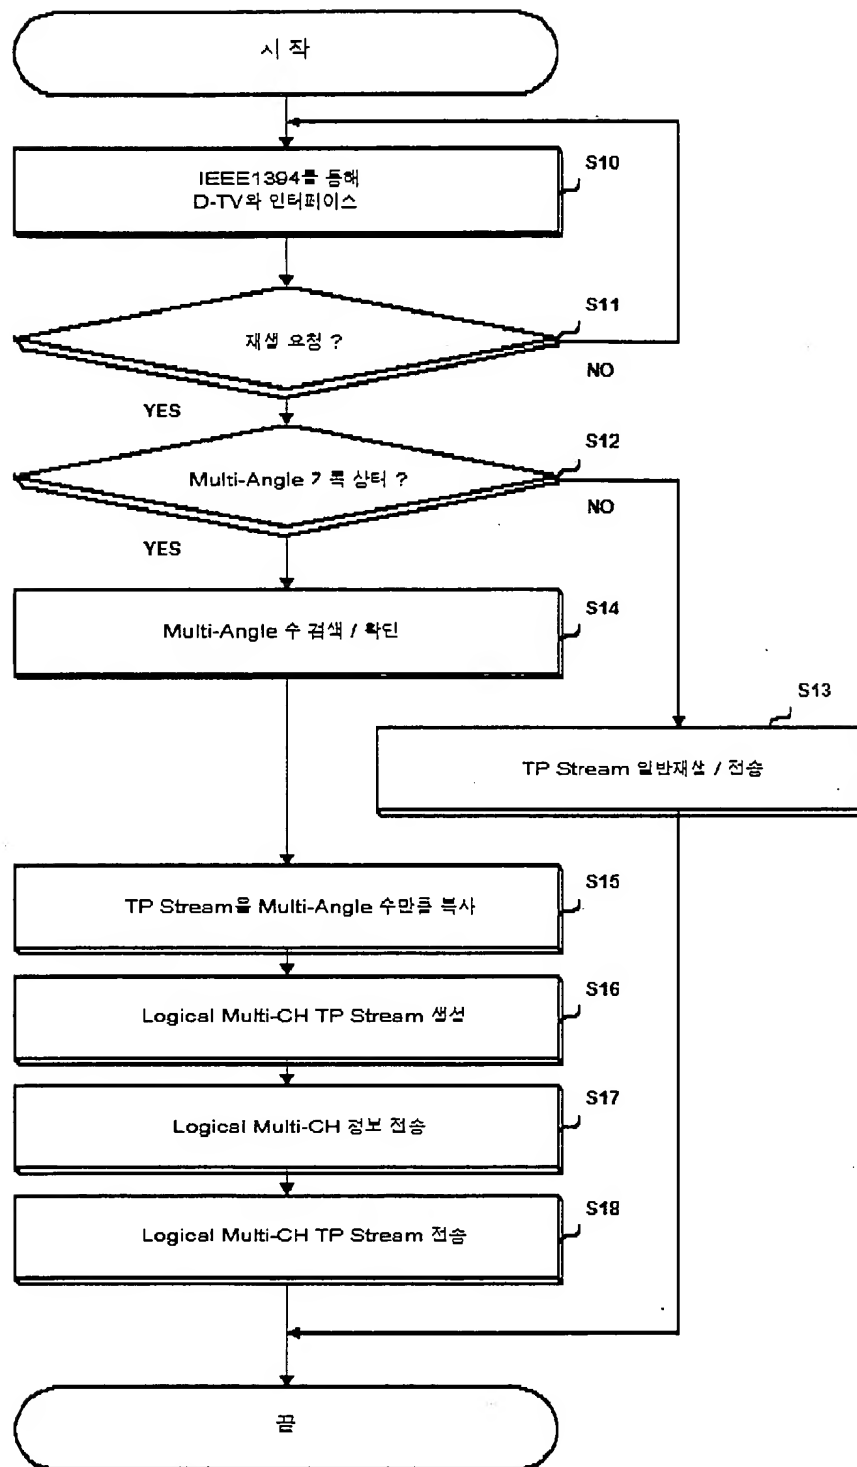 시 작
S10
IEEE1394를 통해
D-TV와 인터페이스
S11
재생 요청 ?
NO
YES
S12
Multi-Angle 기록 상태 ?
NO
YES
S14
Multi-Angle 수 검색 / 확인
S13
TP Stream 일반재생 / 전송
S15
TP Stream을 Multi-Angle 수만큼 복사
S16
Logical Multi-CH TP Stream 생성
S17
Logical Multi-CH 정보 전송
S18
Logical Multi-CH TP Stream 전송
끝